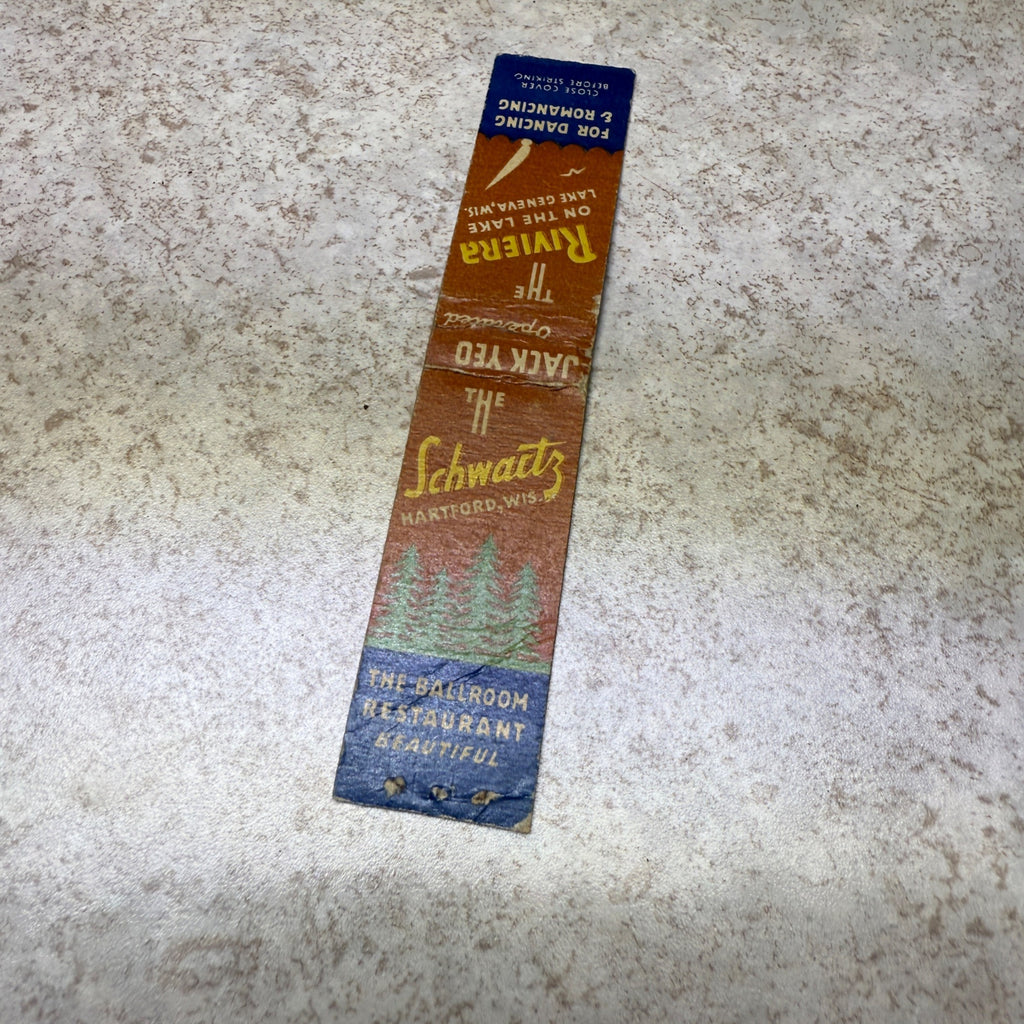 THE
Schwartz
HARTFORD, WIS.
THE BALLROOM
RESTAURANT
BEAUTIFUL
JACK YEO
Operated
THE
RIVIERA
ON THE LAKE
LAKE GENEVA, WIS.
FOR DANCING
& ROMANCING
CLOSE COVER
BEFORE STRIKING